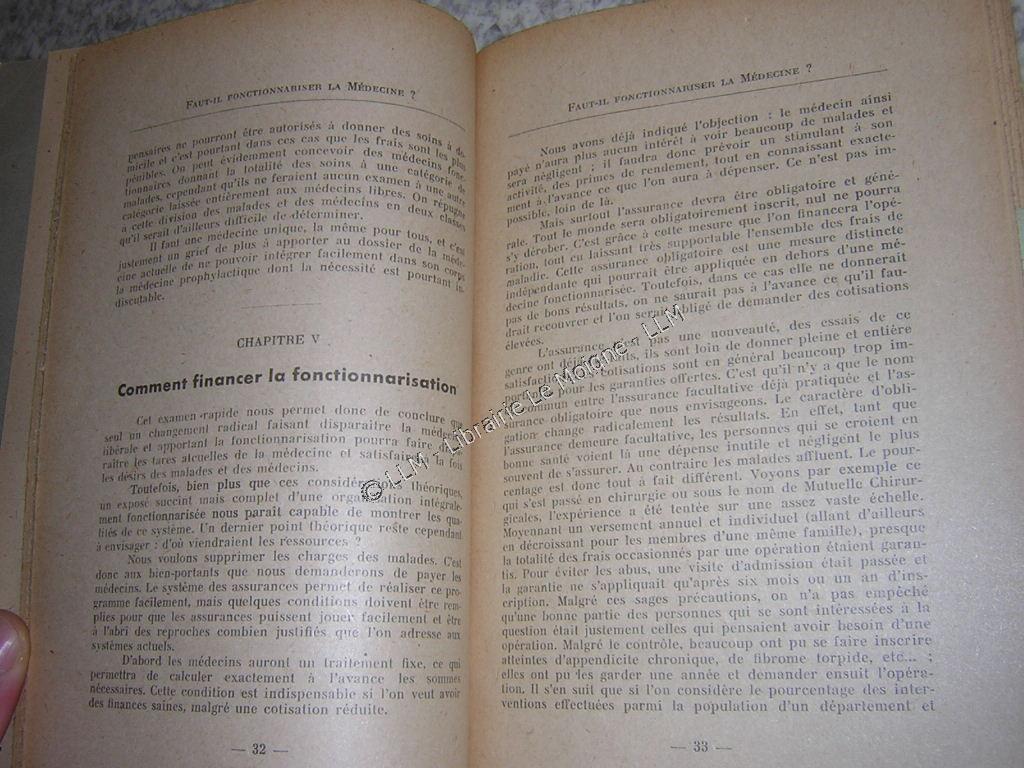 FAUT-IL FONCTIONNARISER LA MÉDECINE ?
pensaires ne pourront être autorisés à donner des soins à do-
micile et c'est pourtant dans ces cas que les frais sont les plus
pénibles. On peut évidemment concevoir des médecins fonc-
tionnaires donnant la totalité des soins à une catégorie de
malades, cependant qu'ils ne feraient aucun examen à une autre
catégorie laissée entièrement aux médecins libres. On répugne
a cette division des malades et des médecins en deux classes
qu'il serait d'ailleurs difficile de déterminer.
Il faut une médecine unique, la même pour tous, et c'est
justement un grief de plus à apporter au dossier de la méde-
cine actuelle de ne pouvoir intégrer facilement dans son corps
la médecine prophylactique dont la nécessité est pourtant in-
discutable.
CHAPITRE V
Comment financer la fonctionnarisation
Cet examen rapide nous permet donc de conclure que
seul un changement radical faisant disparaître la médecine
libérale et apportant la fonctionnarisation pourra faire dispa-
raître les tares atcuelles de la médecine et satisfaire à la fois
les désirs des malades et des médecins.
Toutefois, bien plus que ces considérations théoriques,
un exposé succint mais complet d'une organisation intégrale-
ment fonctionnarisée nous paraît capable de montrer les qua-
lités de ce système. Un dernier point théorique reste cependant
à envisager : d'où viendraient les ressources ?
Nous voulons supprimer les charges des malades. C'est
donc aux bien-portants que nous demanderons de payer les
médecins. Le système des assurances permet de réaliser ce pro-
gramme facilement, mais quelques conditions doivent être rem-
plies pour que les assurances puissent jouer facilement et être
à l'abri des reproches combien justifiés que l'on adresse aux
systèmes actuels.
D'abord les médecins auront un traitement fixe, ce qui
permettra de calculer exactement à l'avance les sommes
nécessaires. Cette condition est indispensable si l'on veut avoir
des finances saines, malgré une cotisation réduite.
— 32 —
FAUT-IL FONCTIONNARISER LA MÉDECINE ?
Nous avons déjà indiqué l'objection : le médecin ainsi
payé n'aura plus aucun intérêt à voir beaucoup de malades et
sera négligent ; il faudra donc prévoir un stimulant à son
activité, des primes de rendement, tout en connaissant exacte-
ment à l'avance ce que l'on aura à dépenser. Ce n'est pas im-
possible, loin de là.
Mais surtout l'assurance devra être obligatoire et géné-
rale. Tout le monde sera obligatoirement inscrit, nul ne pourra
s'y dérober. C'est grâce à cette mesure que l'on financera l'opé-
ration, tout en laissant très supportable l'ensemble des frais de
maladie. Cette assurance obligatoire est une mesure distincte
indépendante qui pourrait être appliquée en dehors d'une mé-
decine fonctionnarisée. Toutefois, dans ce cas elle ne donnerait
pas de bons résultats, on ne saurait pas à l'avance ce qu'il fau-
drait recouvrer et l'on serait obligé de demander des cotisations
élevées.
L'assurance n'est pas une nouveauté, des essais de ce
genre ont déjà été faits, ils sont loin de donner pleine et entière
satisfaction. Les cotisations sont en général beaucoup trop im-
portantes pour les garanties offertes. C'est qu'il n'y a que le nom
de commun entre l'assurance facultative déjà pratiquée et l'as-
surance obligatoire que nous envisageons. Le caractère d'obli-
gation change radicalement les résultats. En effet, tant que
l'assurance demeure facultative, les personnes qui se croient en
bonne santé voient là une dépense inutile et négligent le plus
souvent de s'assurer. Au contraire les malades affluent. Le pour-
centage est donc tout à fait différent. Voyons par exemple ce
qui s'est passé en chirurgie ou sous le nom de Mutuelle Chirur-
gicales, l'expérience a été tentée sur une assez vaste échelle.
Moyennant un versement annuel et individuel (allant d'ailleurs
en décroissant pour les membres d'une même famille), presque
la totalité des frais occasionnés par une opération étaient garan-
tis. Pour éviter les abus, une visite d'admission était passée et
la garantie ne s'appliquait qu'après six mois ou un an d'ins-
cription. Malgré ces sages précautions, on n'a pas empêché
qu'une bonne partie des personnes qui se sont intéressées à la
question était justement celles qui pensaient avoir besoin d'une
opération. Malgré le contrôle, beaucoup ont pu se faire inscrire
atteintes d'appendicite chronique, de fibrome torpide, etc... ;
elles ont pu les garder une année et demander ensuit l'opéra-
tion. Il s'en suit que si l'on considère le pourcentage des inter-
ventions effectuées parmi la population d'un département et
— 33 —
© LLM - Librairie Le Moigne - LLM